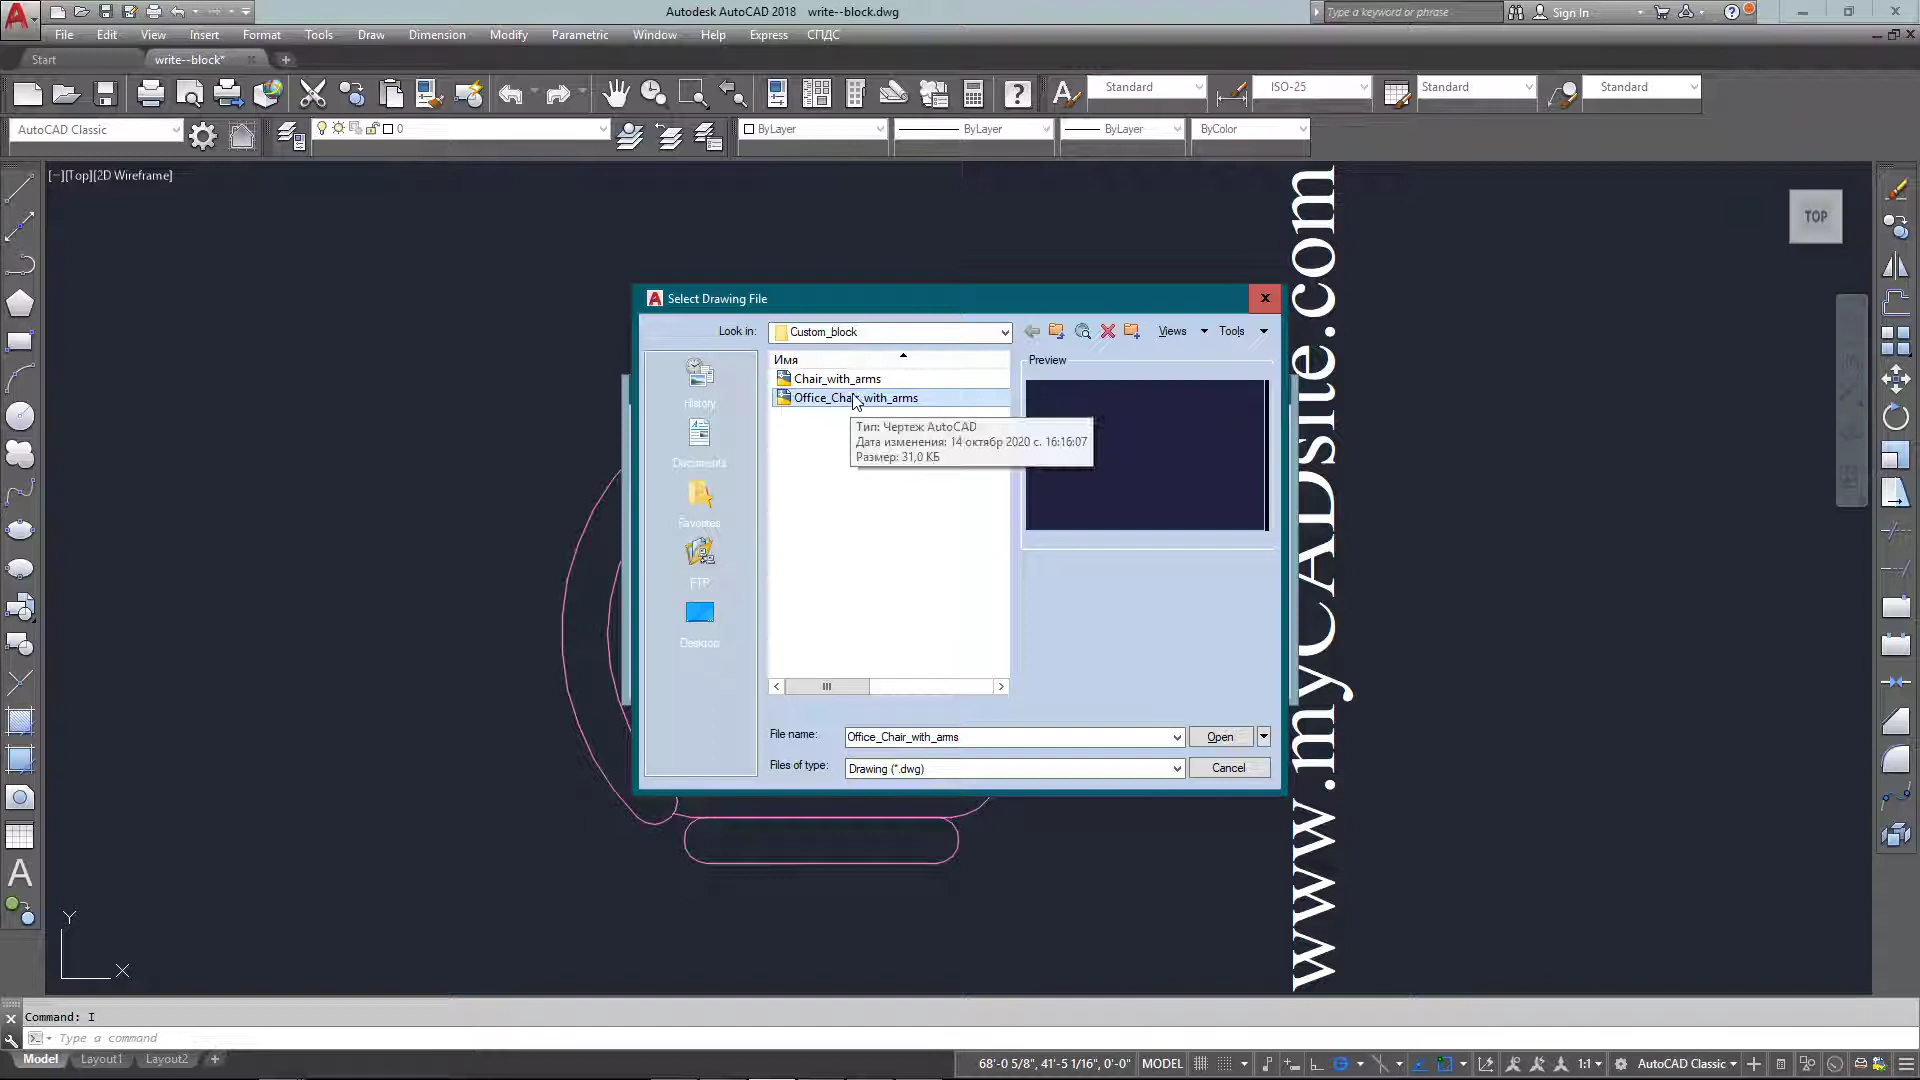 Autodesk AutoCAD 2018 write--block.dwg
Type a keyword or phrase
Sign In
File Edit View Insert Format Tools Draw Dimension Modify Parametric Window Help Express СПДС
Start
write--block*
Standard
ISO-25
Standard
Standard
AutoCAD Classic
0
ByLayer
ByLayer
ByLayer
ByColor
[−][Top][2D Wireframe]
TOP
www.myCADsite.com
Select Drawing File
Look in:
Custom_block
Views
Tools
Имя
Preview
Chair_with_arms
Office_Chair_with_arms
Тип: Чертеж AutoCAD
Дата изменения: 14 октябр 2020 г. 16:16:07
Размер: 31,0 КБ
History
Documents
Favorites
FTP
Desktop
File name:
Office_Chair_with_arms
Open
Files of type:
Drawing (*.dwg)
Cancel
Y
X
Command: I
Type a command
Model
Layout1
Layout2
68'-0 5/8", 41'-5 1/16", 0'-0"
MODEL
1:1
AutoCAD Classic